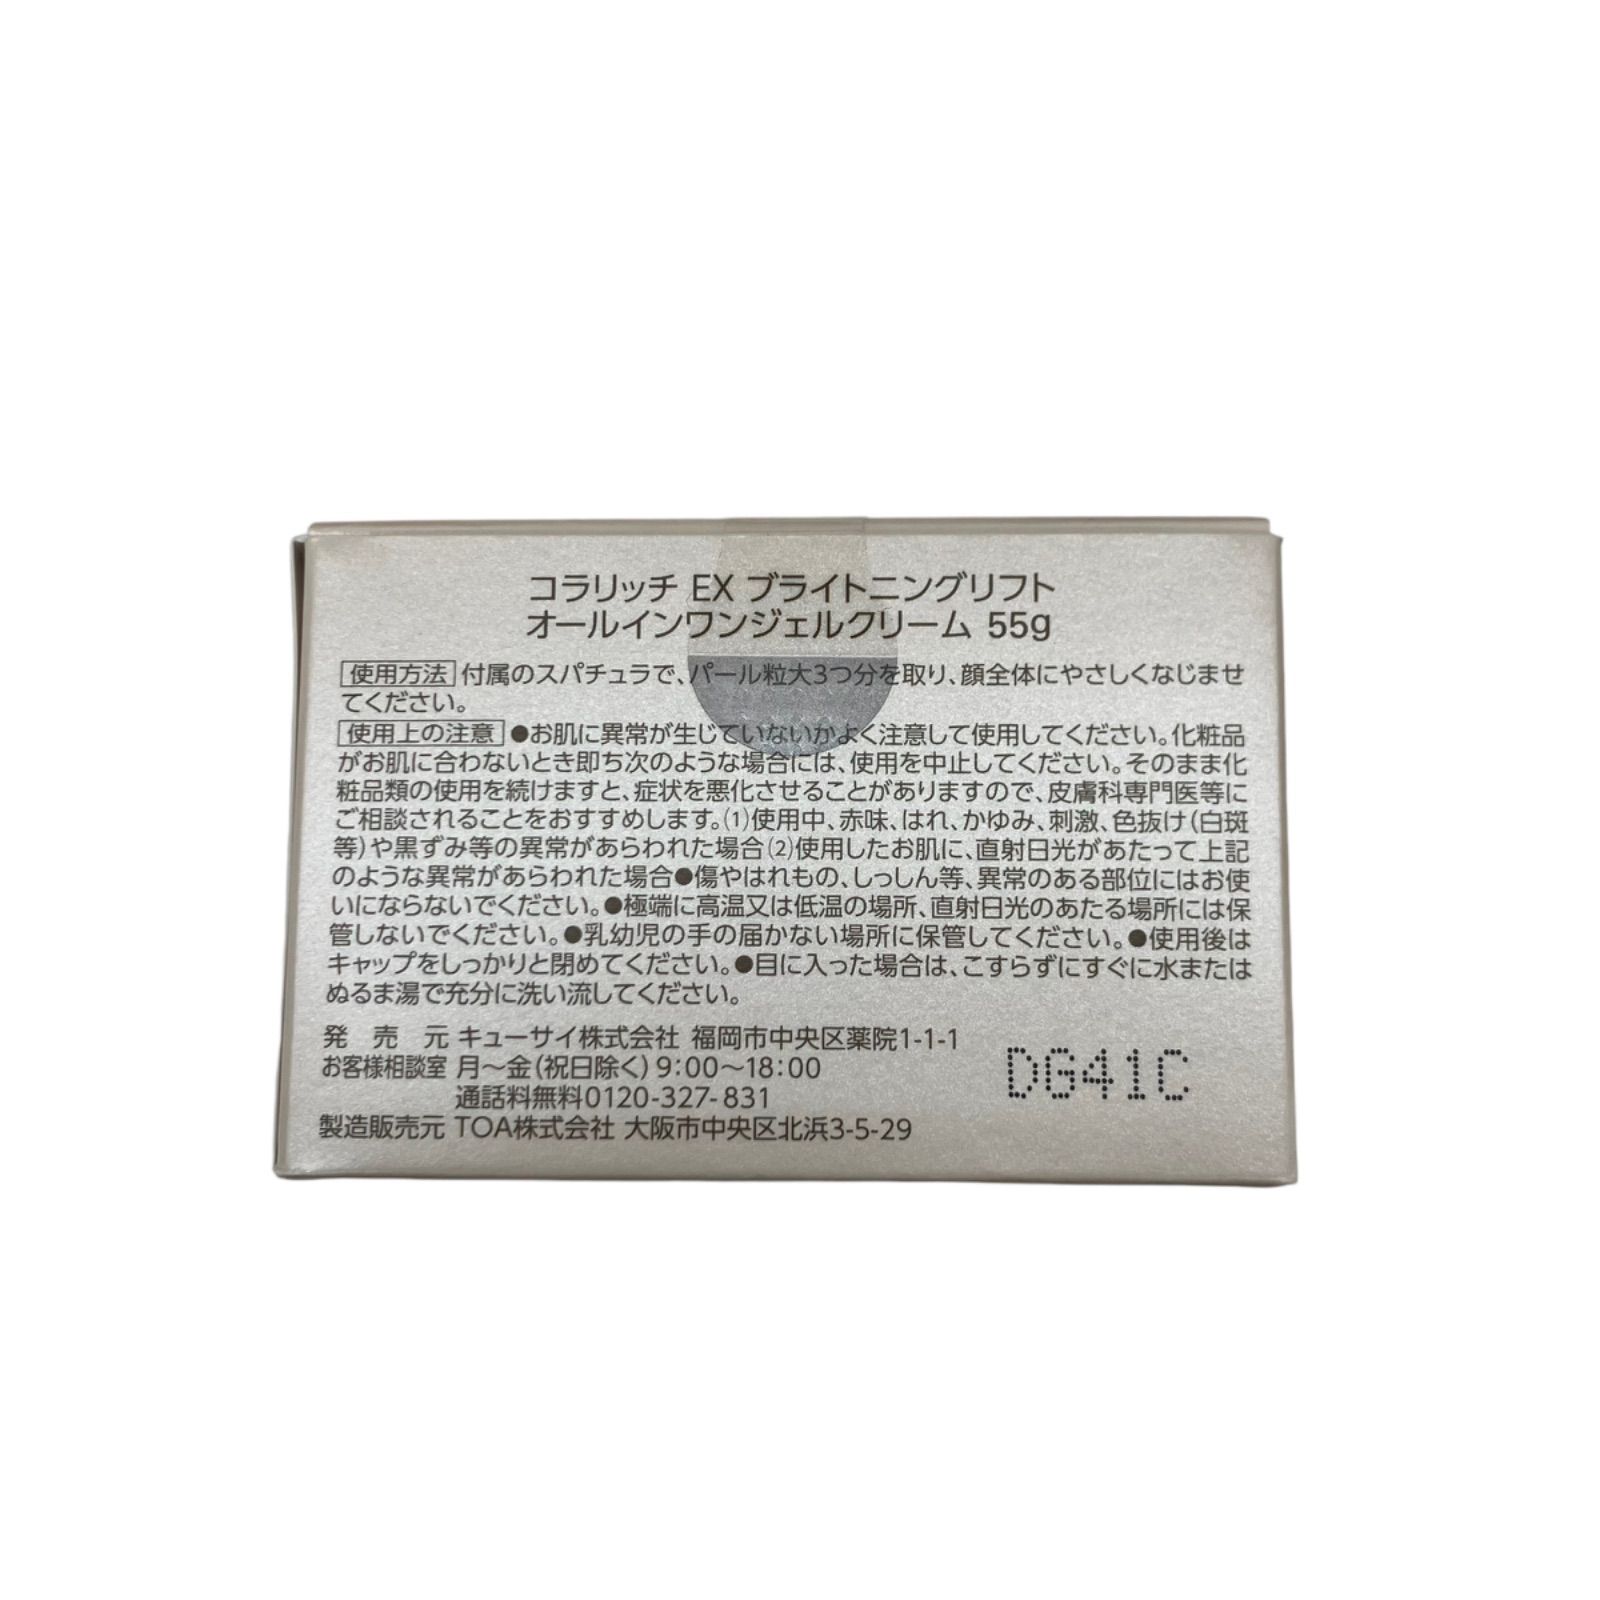 コラリッチ EX ブライトニングリフト
オールインワンジェルクリーム 55g
使用方法 付属のスパチュラで、パール粒大3つ分を取り、顔全体にやさしくなじませ
てください。
使用上の注意 ●お肌に異常が生じていないかよく注意して使用してください。化粧品
がお肌に合わないとき即ち次のような場合には、使用を中止してください。そのまま化
粧品類の使用を続けますと、症状を悪化させることがありますので、皮膚科専門医等に
ご相談されることをおすすめします。(1)使用中、赤味、はれ、かゆみ、刺激、色抜け(白斑
等)や黒ずみ等の異常があらわれた場合(2)使用したお肌に、直射日光があたって上記
のような異常があらわれた場合●傷やはれもの、しっしん等、異常のある部位にはお使
いにならないでください。●極端に高温又は低温の場所、直射日光のあたる場所には保
管しないでください。●乳幼児の手の届かない場所に保管してください。●使用後は
キャップをしっかりと閉めてください。●目に入った場合は、こすらずにすぐに水または
ぬるま湯で充分に洗い流してください。
発売元 キューサイ株式会社 福岡市中央区薬院1-1-1
お客様相談室 月～金(祝日除く)9:00～18:00
通話料無料0120-327-831
製造販売元 TOA株式会社 大阪市中央区北浜3-5-29
DG41C